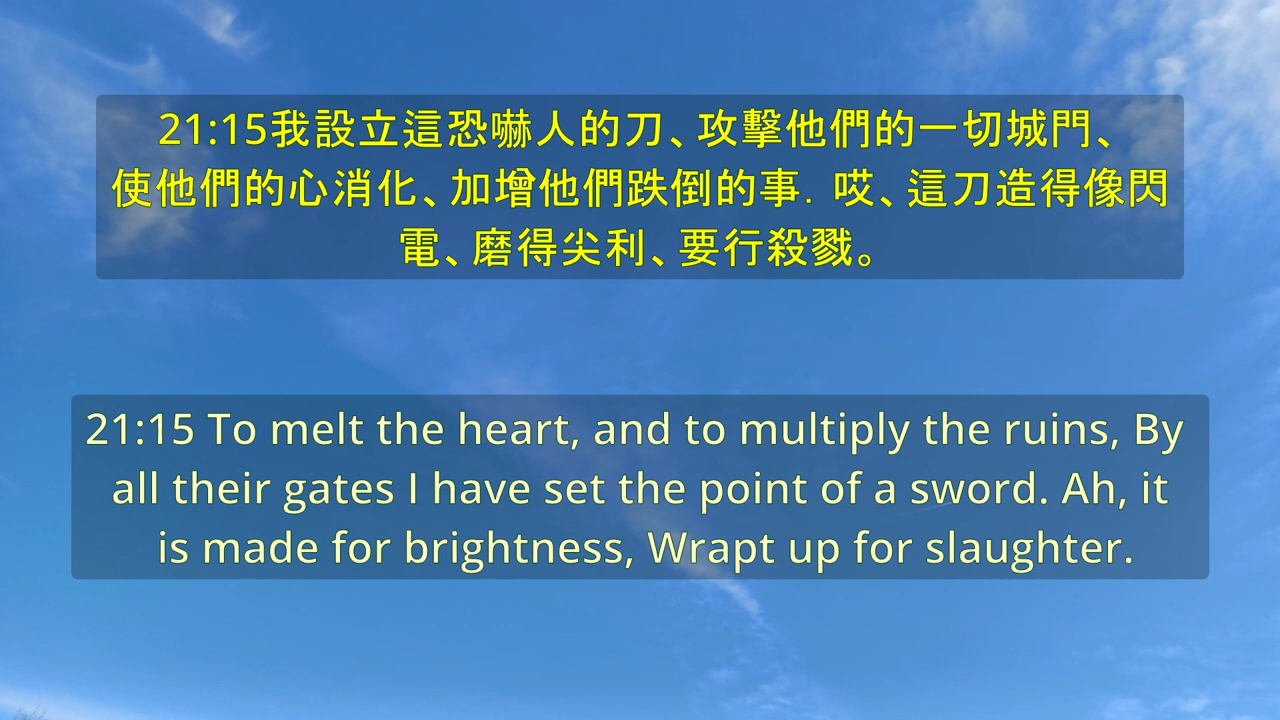 21:15我設立這恐嚇人的刀、攻擊他們的一切城門、
使他們的心消化、加增他們跌倒的事. 哎、這刀造得像閃
電、磨得尖利、要行殺戮。
21:15 To melt the heart, and to multiply the ruins, By
all their gates I have set the point of a sword. Ah, it
is made for brightness, Wrapt up for slaughter.